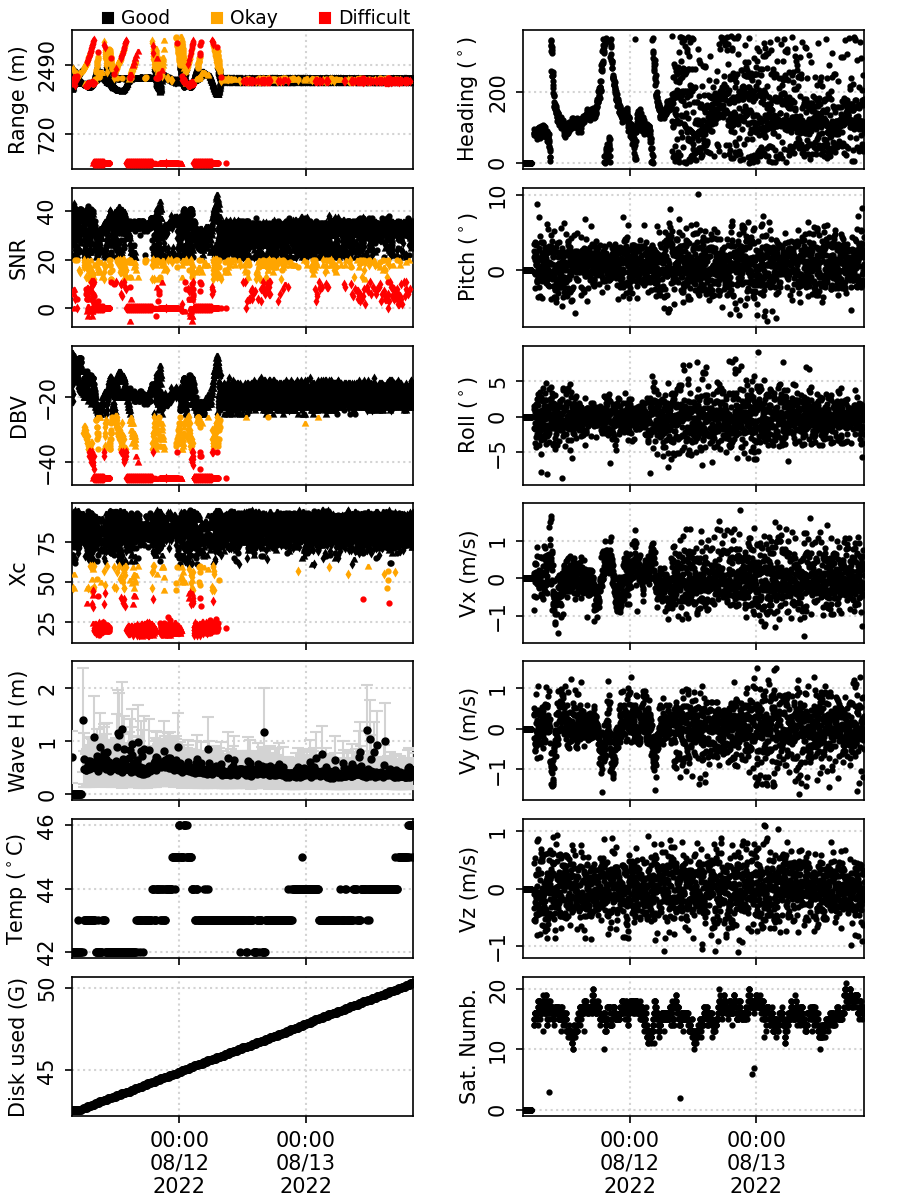 Good Okay Difficult
Range (m)
2490
720
Heading (°)
200
0
SNR
40
20
0
Pitch (°)
10
0
DBV
−20
−40
Roll (°)
5
0
−5
Xc
75
50
25
Vx (m/s)
1
0
−1
Wave H (m)
2
1
0
Vy (m/s)
1
0
−1
Temp (°C)
46
44
42
Vz (m/s)
1
0
−1
Disk used (G)
50
45
Sat. Numb.
20
10
0
00:00 00:00 00:00 00:00
08/12 08/13 08/12 08/13
2022 2022 2022 2022